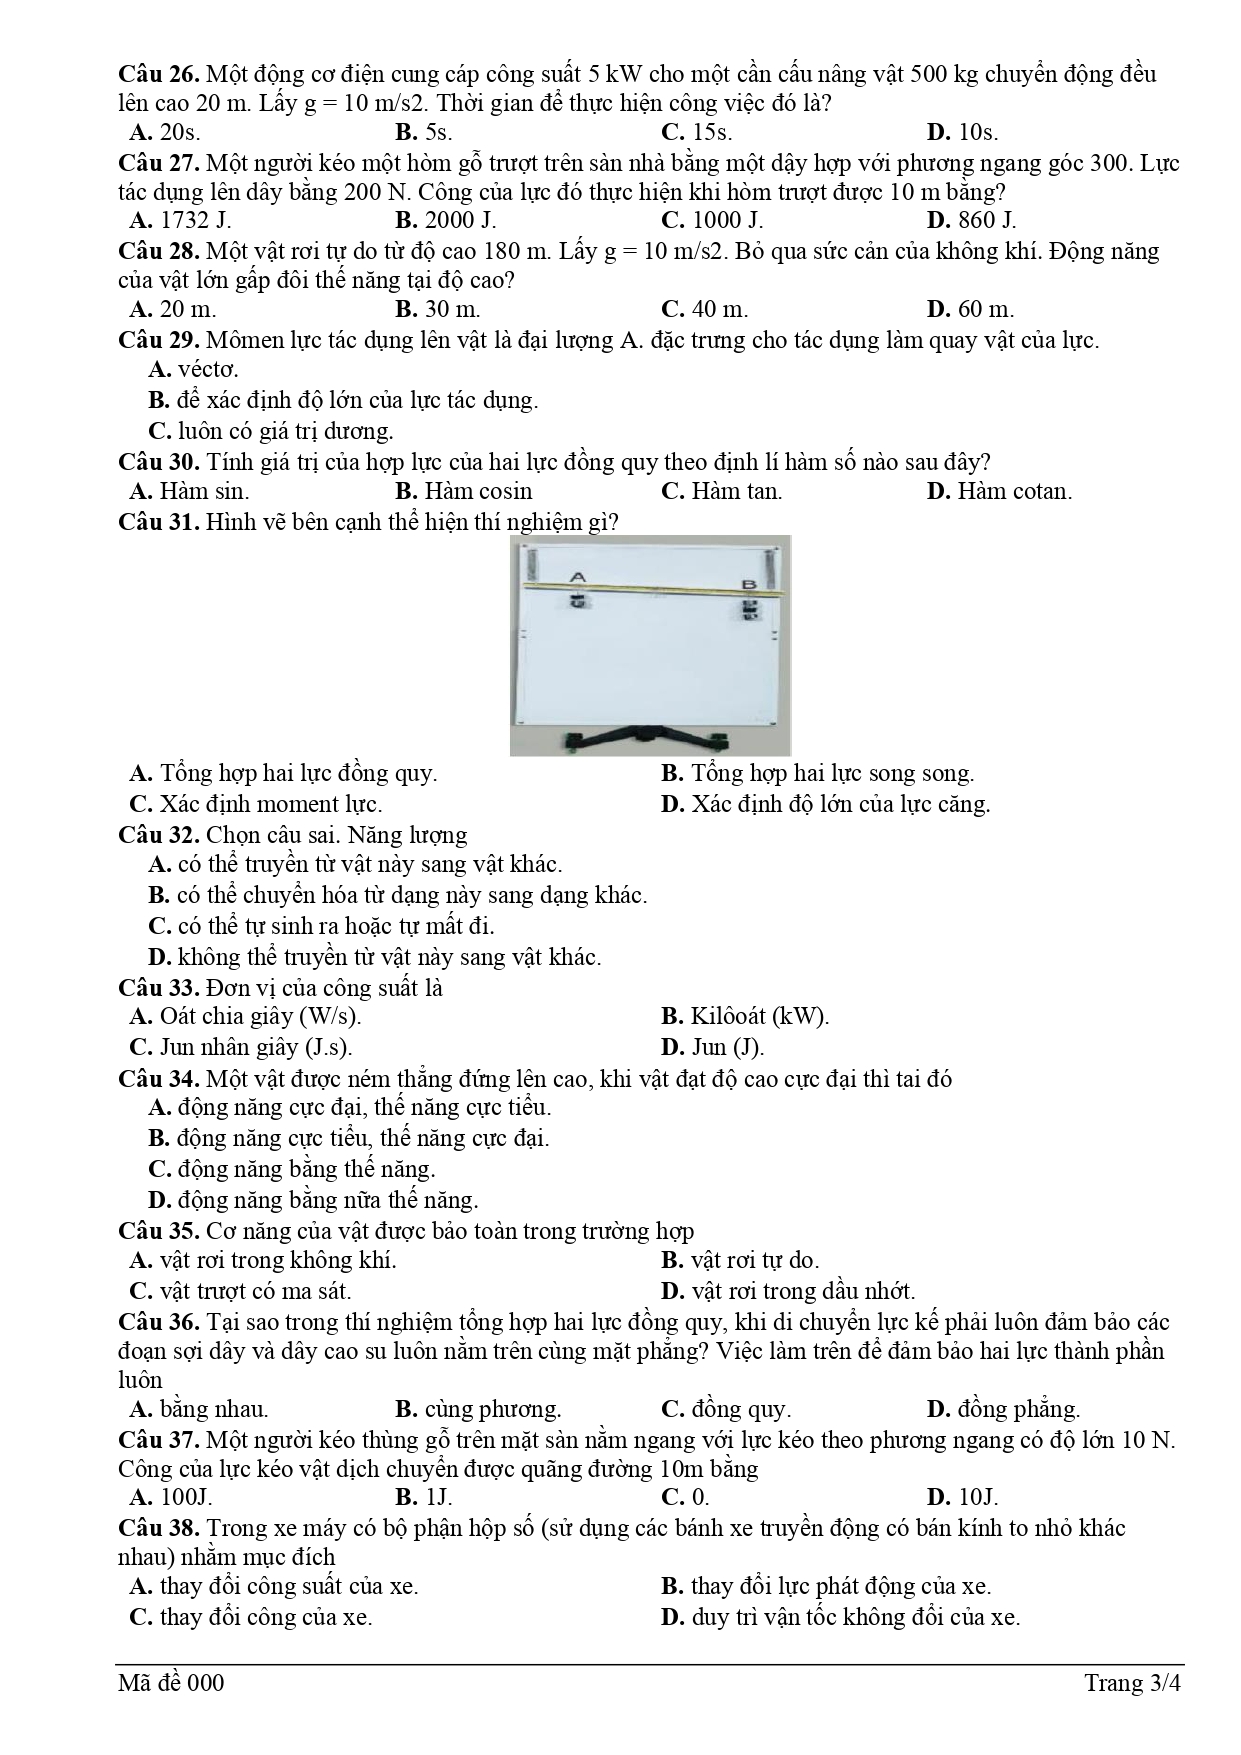 Câu 26. Một động cơ điện cung cáp công suất 5 kW cho một cần cấu nâng vật 500 kg chuyển động đều
lên cao 20 m. Lấy g = 10 m/s2. Thời gian để thực hiện công việc đó là?
A. 20s. B. 5s. C. 15s. D. 10s.
Câu 27. Một người kéo một hòm gỗ trượt trên sàn nhà bằng một dậy hợp với phương ngang góc 300. Lực
tác dụng lên dây bằng 200 N. Công của lực đó thực hiện khi hòm trượt được 10 m bằng?
A. 1732 J. B. 2000 J. C. 1000 J. D. 860 J.
Câu 28. Một vật rơi tự do từ độ cao 180 m. Lấy g = 10 m/s2. Bỏ qua sức cản của không khí. Động năng
của vật lớn gấp đôi thế năng tại độ cao?
A. 20 m. B. 30 m. C. 40 m. D. 60 m.
Câu 29. Mômen lực tác dụng lên vật là đại lượng A. đặc trưng cho tác dụng làm quay vật của lực.
A. véctơ.
B. để xác định độ lớn của lực tác dụng.
C. luôn có giá trị dương.
Câu 30. Tính giá trị của hợp lực của hai lực đồng quy theo định lí hàm số nào sau đây?
A. Hàm sin. B. Hàm cosin C. Hàm tan. D. Hàm cotan.
Câu 31. Hình vẽ bên cạnh thể hiện thí nghiệm gì?
A B
A. Tổng hợp hai lực đồng quy. B. Tổng hợp hai lực song song.
C. Xác định moment lực. D. Xác định độ lớn của lực căng.
Câu 32. Chọn câu sai. Năng lượng
A. có thể truyền từ vật này sang vật khác.
B. có thể chuyển hóa từ dạng này sang dạng khác.
C. có thể tự sinh ra hoặc tự mất đi.
D. không thể truyền từ vật này sang vật khác.
Câu 33. Đơn vị của công suất là
A. Oát chia giây (W/s). B. Kilôoát (kW).
C. Jun nhân giây (J.s). D. Jun (J).
Câu 34. Một vật được ném thẳng đứng lên cao, khi vật đạt độ cao cực đại thì tai đó
A. động năng cực đại, thế năng cực tiểu.
B. động năng cực tiểu, thế năng cực đại.
C. động năng bằng thế năng.
D. động năng bằng nữa thế năng.
Câu 35. Cơ năng của vật được bảo toàn trong trường hợp
A. vật rơi trong không khí. B. vật rơi tự do.
C. vật trượt có ma sát. D. vật rơi trong dầu nhớt.
Câu 36. Tại sao trong thí nghiệm tổng hợp hai lực đồng quy, khi di chuyển lực kế phải luôn đảm bảo các
đoạn sợi dây và dây cao su luôn nằm trên cùng mặt phẳng? Việc làm trên để đảm bảo hai lực thành phần
luôn
A. bằng nhau. B. cùng phương. C. đồng quy. D. đồng phẳng.
Câu 37. Một người kéo thùng gỗ trên mặt sàn nằm ngang với lực kéo theo phương ngang có độ lớn 10 N.
Công của lực kéo vật dịch chuyển được quãng đường 10m bằng
A. 100J. B. 1J. C. 0. D. 10J.
Câu 38. Trong xe máy có bộ phận hộp số (sử dụng các bánh xe truyền động có bán kính to nhỏ khác
nhau) nhằm mục đích
A. thay đổi công suất của xe. B. thay đổi lực phát động của xe.
C. thay đổi công của xe. D. duy trì vận tốc không đổi của xe.
Mã đề 000 Trang 3/4